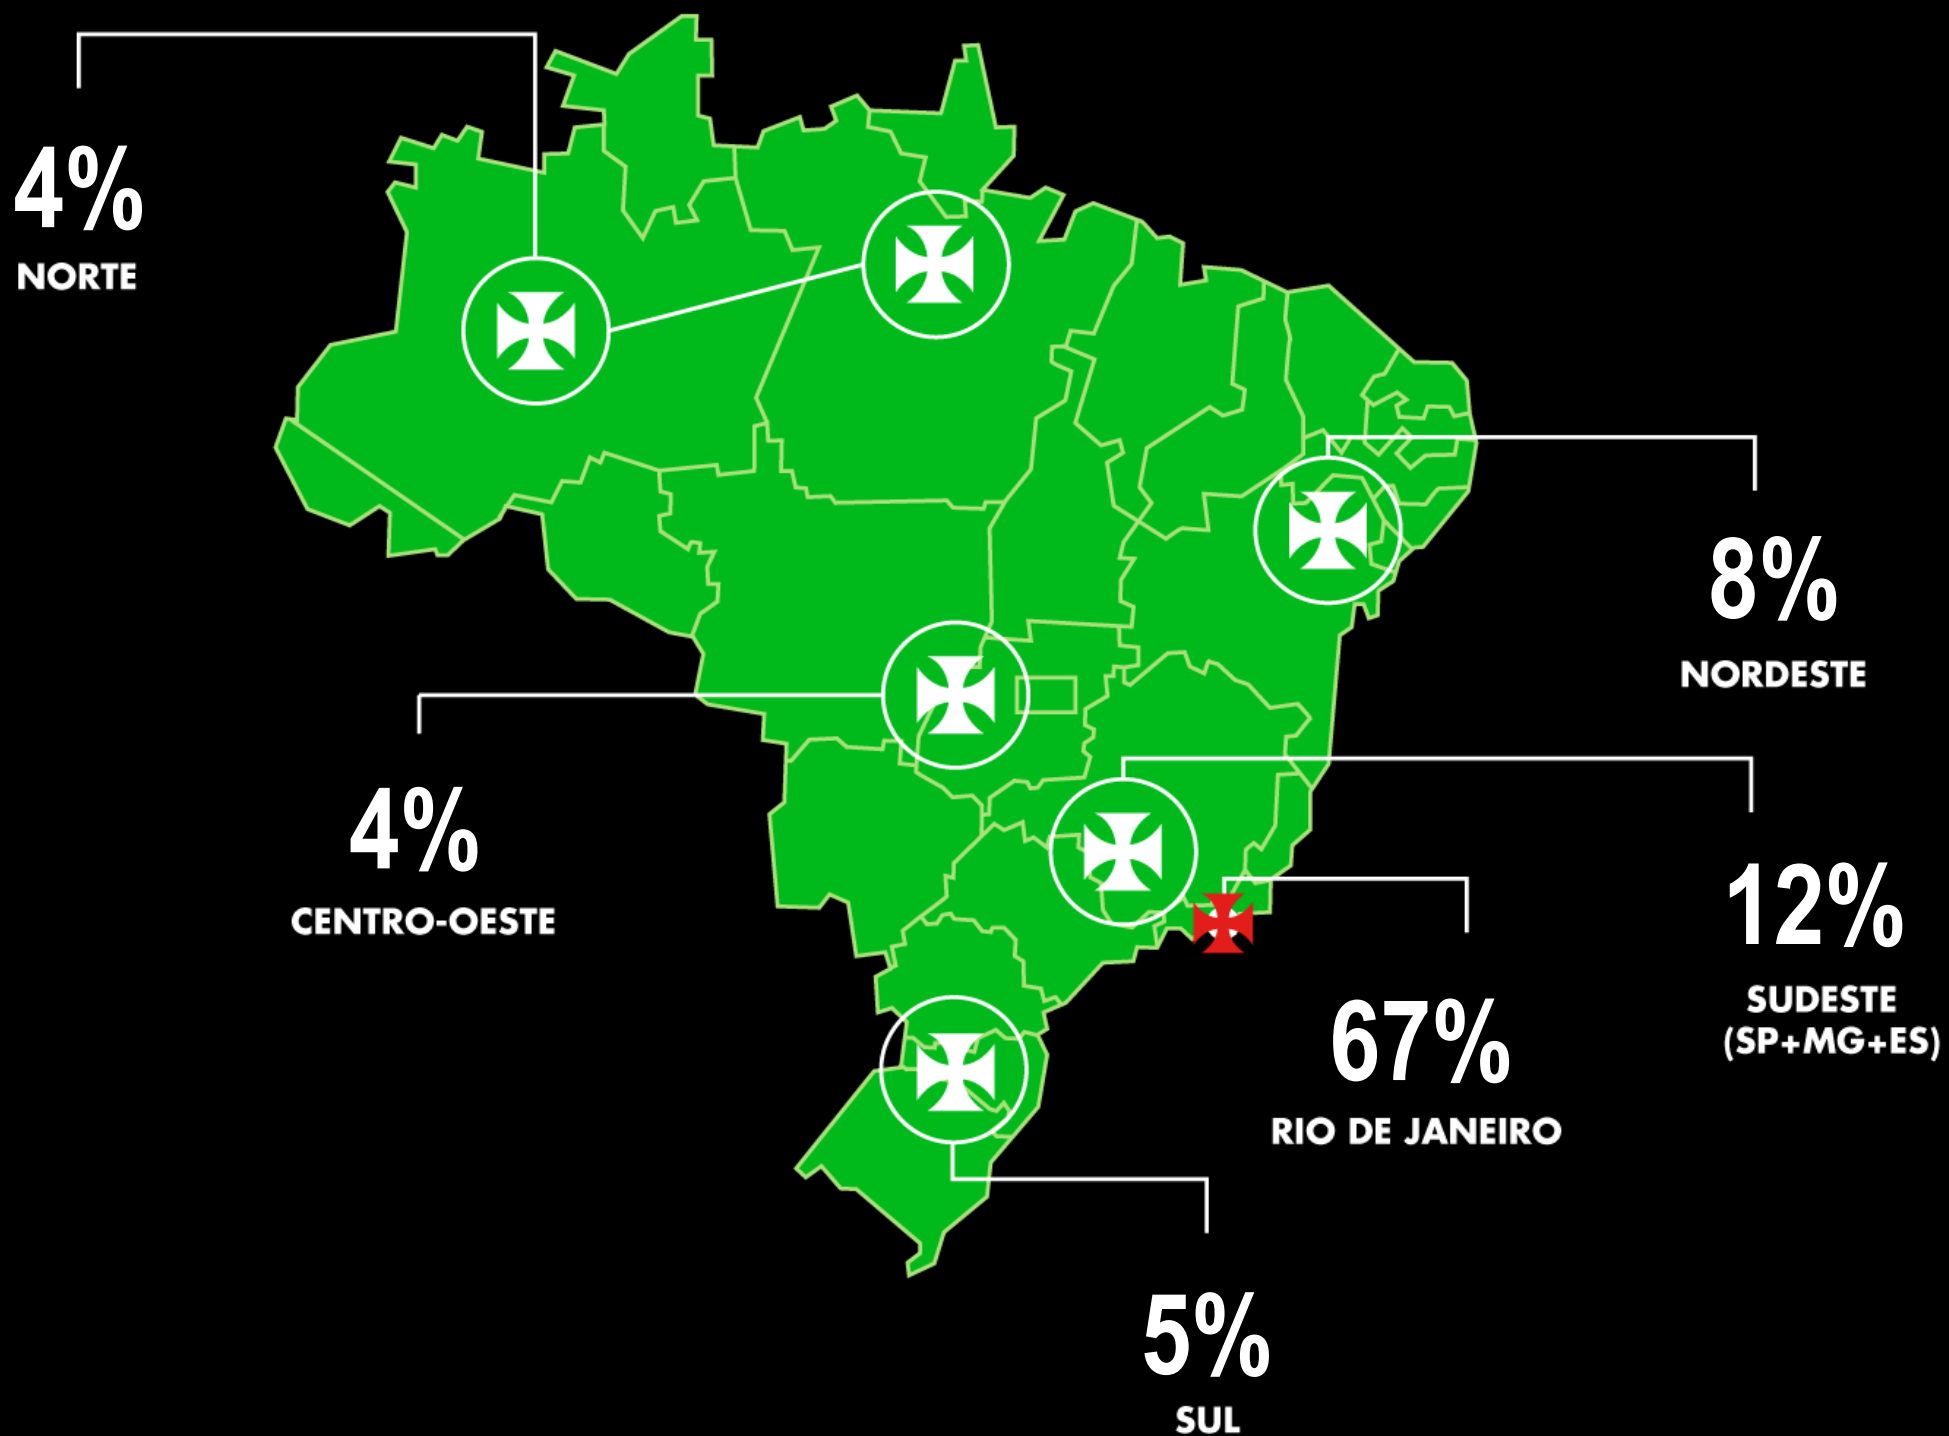 4%
NORTE
8%
NORDESTE
4%
CENTRO-OESTE
12%
SUDESTE
(SP+MG+ES)
67%
RIO DE JANEIRO
5%
SUL